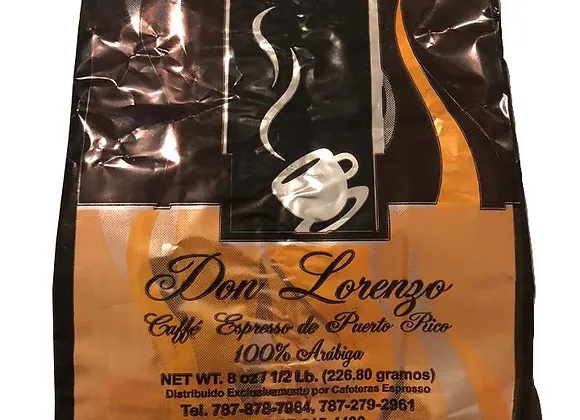 Don Lorenzo
Caffé Espresso de Puerto Rico
100% Arábiga
NET WT. 8 oz / 1/2 Lb. (226.80 gramos)
Distribuido Exclusivamente por Cafeteras Espresso
Tel. 787-878-7964, 787-279-2961